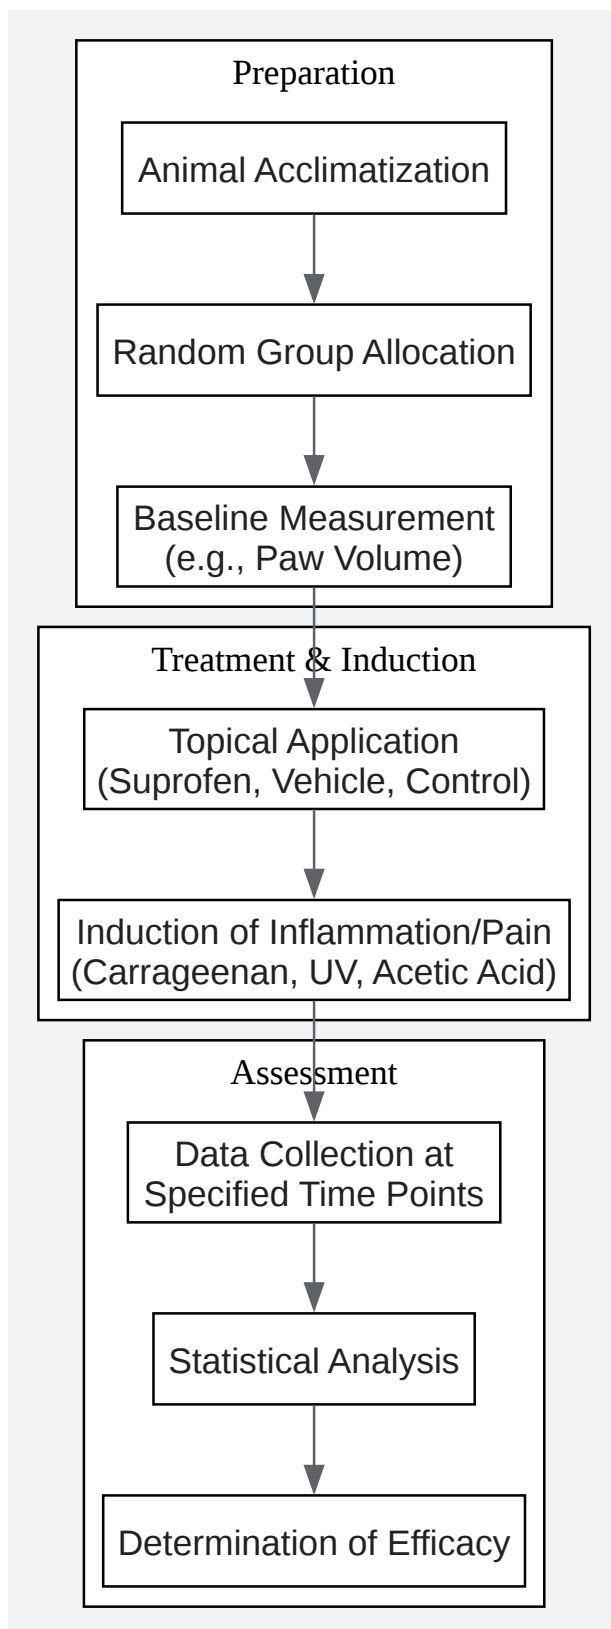 Preparation
Animal Acclimatization
Random Group Allocation
Baseline Measurement
(e.g., Paw Volume)
Treatment & Induction
Topical Application
(Suprofen, Vehicle, Control)
Induction of Inflammation/Pain
(Carrageenan, UV, Acetic Acid)
Assessment
Data Collection at
Specified Time Points
Statistical Analysis
Determination of Efficacy